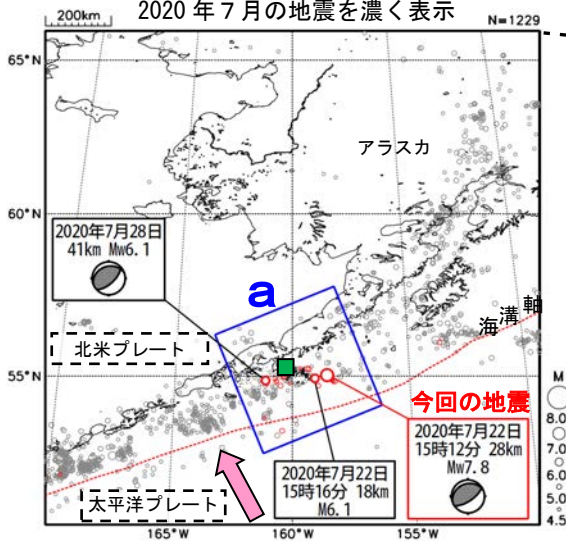 2020年7月の地震を濃く表示
200km
N=1229
65°N
アラスカ
60°N
2020年7月28日
41km Mw6.1
a
海溝軸
北米プレート
55°N
今回の地震
2020年7月22日
15時12分 28km
Mw7.8
2020年7月22日
15時16分 18km
M6.1
太平洋プレート
165°W
160°W
155°W
M
8.0
7.0
6.0
5.0
4.5